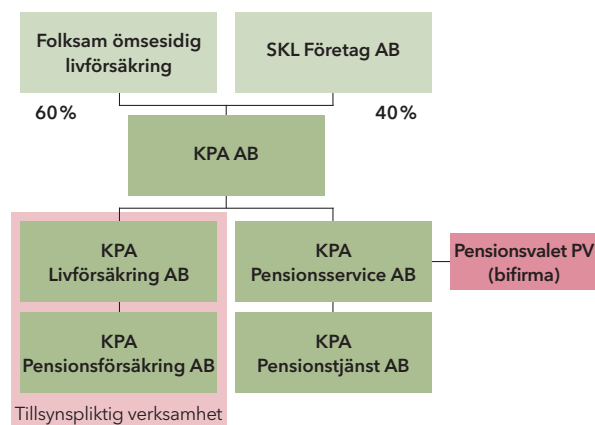 Folksam ömsesidig
livförsäkring
SKL Företag AB
60%
40%
KPA AB
KPA
Livförsäkring AB
KPA
Pensionsservice AB
Pensionsvalet PV
(bifirma)
KPA
Pensionsförsäkring AB
KPA
Pensionstjänst AB
Tillsynspliktig verksamhet